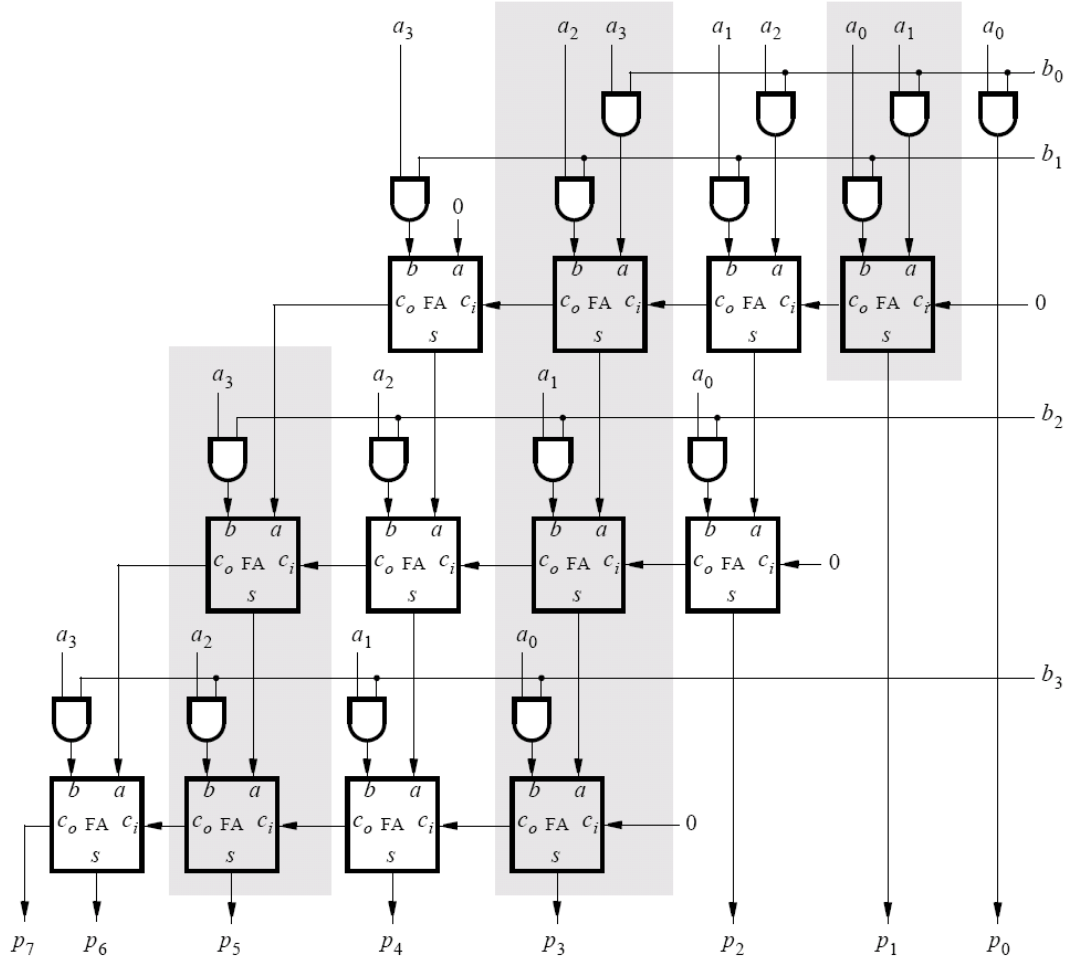 a₃ a₂ a₃ a₁ a₂ a₀ a₁ a₀
b₀
b₁
0
b a b a b a b a
cₒ FA cᵢ cₒ FA cᵢ cₒ FA cᵢ cₒ FA cᵢ 0
s s s s
a₃ a₂ a₁ a₀
b₂
b a b a b a b a
cₒ FA cᵢ cₒ FA cᵢ cₒ FA cᵢ cₒ FA cᵢ 0
s s s s
a₃ a₂ a₁ a₀
b₃
b a b a b a b a
cₒ FA cᵢ cₒ FA cᵢ cₒ FA cᵢ cₒ FA cᵢ 0
s s s s
p₇ p₆ p₅ p₄ p₃ p₂ p₁ p₀